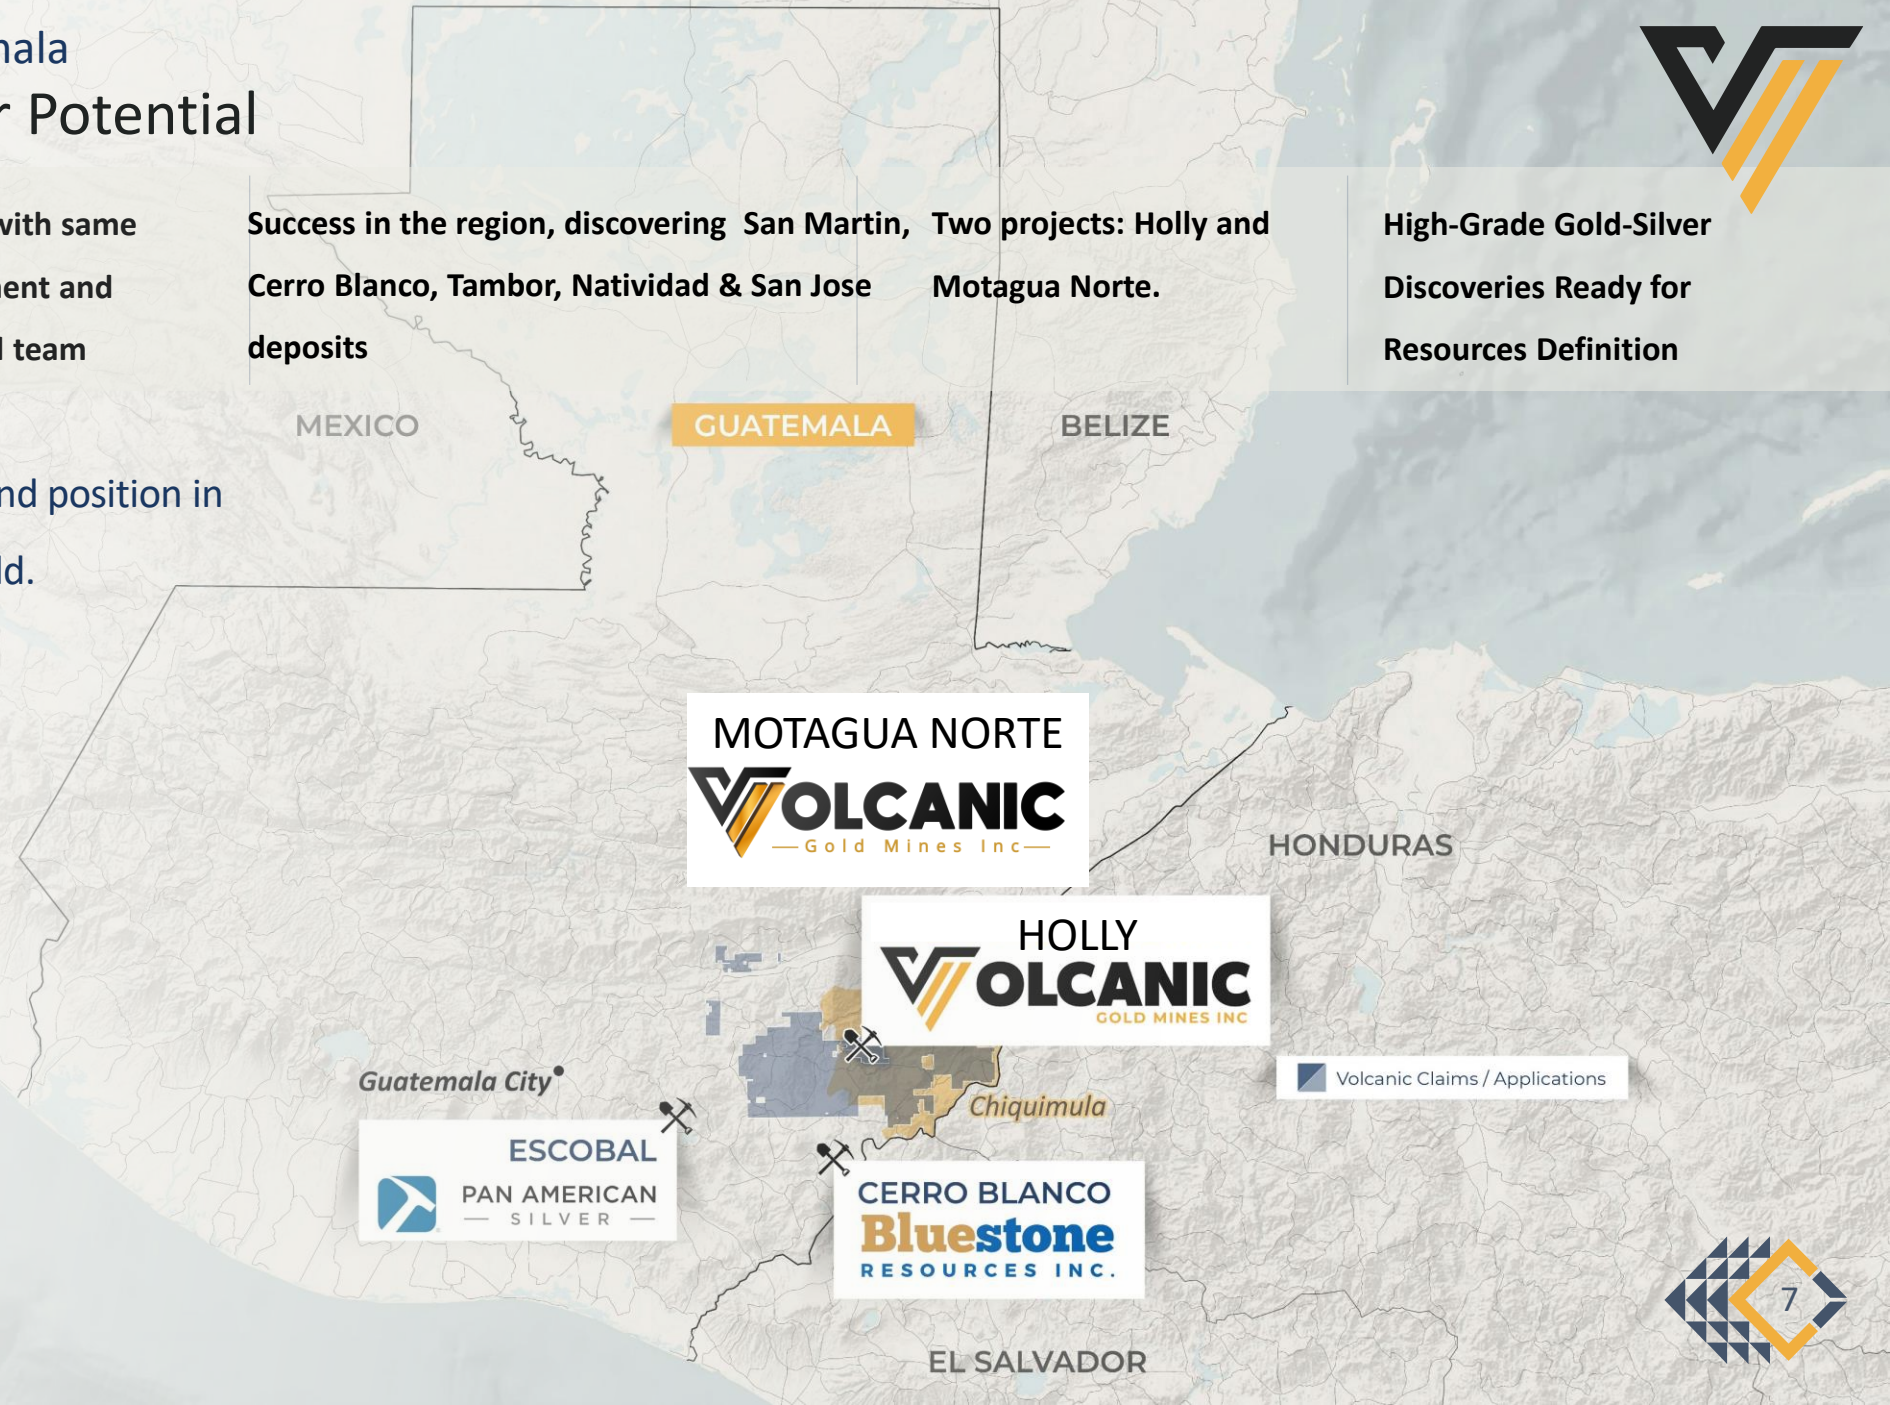 nala
r Potential
with same
nent and
l team
Success in the region, discovering San Martin,
Cerro Blanco, Tambor, Natividad & San Jose
deposits
Two projects: Holly and
Motagua Norte.
High-Grade Gold-Silver
Discoveries Ready for
Resources Definition
MEXICO
GUATEMALA
BELIZE
nd position in
ld.
MOTAGUA NORTE
VOLCANIC
Gold Mines Inc
HONDURAS
HOLLY
VOLCANIC
GOLD MINES INC
Guatemala City
Volcanic Claims / Applications
Chiquimula
ESCOBAL
PAN AMERICAN
SILVER
CERRO BLANCO
Bluestone
RESOURCES INC.
7
EL SALVADOR